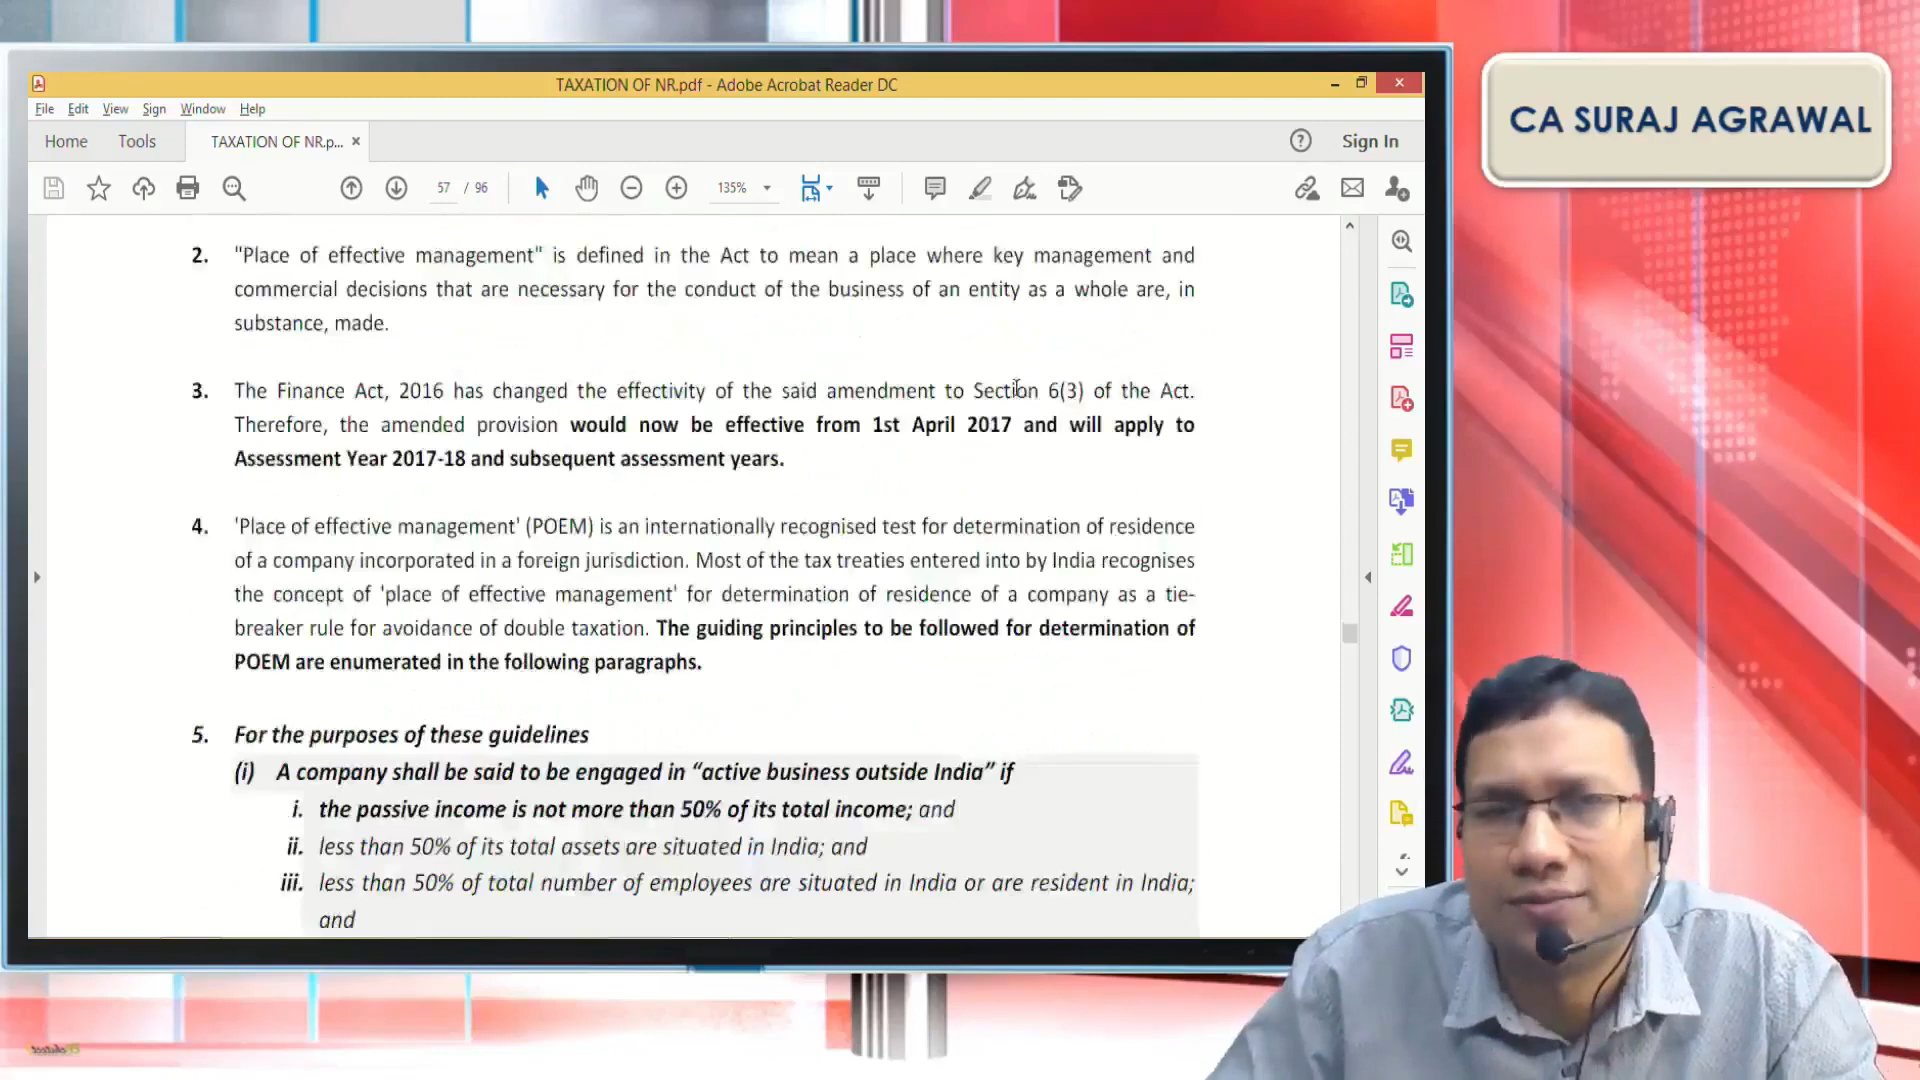 TAXATION OF NR.pdf - Adobe Acrobat Reader DC
CA SURAJ AGRAWAL
File Edit View Sign Window Help
Home Tools TAXATION OF NR.p... × Sign In
57 / 96 135%
2. "Place of effective management" is defined in the Act to mean a place where key management and
commercial decisions that are necessary for the conduct of the business of an entity as a whole are, in
substance, made.
3. The Finance Act, 2016 has changed the effectivity of the said amendment to Section 6(3) of the Act.
Therefore, the amended provision would now be effective from 1st April 2017 and will apply to
Assessment Year 2017-18 and subsequent assessment years.
4. 'Place of effective management' (POEM) is an internationally recognised test for determination of residence
of a company incorporated in a foreign jurisdiction. Most of the tax treaties entered into by India recognises
the concept of 'place of effective management' for determination of residence of a company as a tie-
breaker rule for avoidance of double taxation. The guiding principles to be followed for determination of
POEM are enumerated in the following paragraphs.
5. For the purposes of these guidelines
(i) A company shall be said to be engaged in “active business outside India” if
i. the passive income is not more than 50% of its total income; and
ii. less than 50% of its total assets are situated in India; and
iii. less than 50% of total number of employees are situated in India or are resident in India;
and